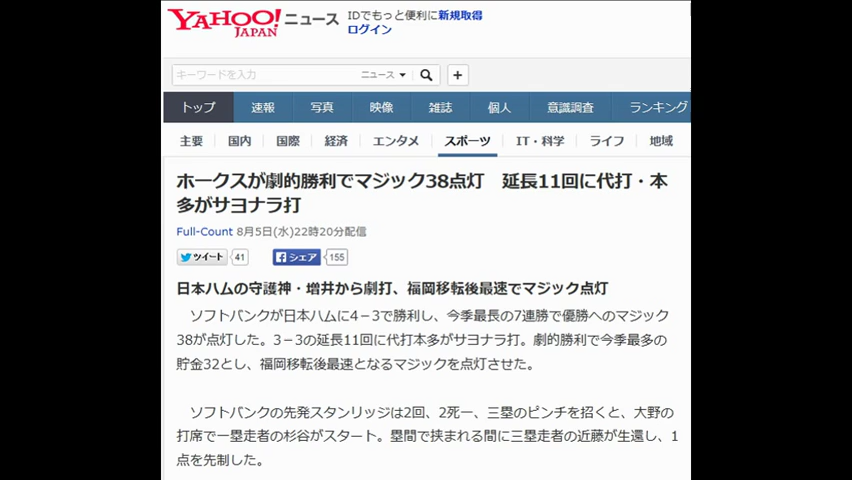 YAHOO! JAPAN ニュース
IDでもっと便利に新規取得
ログイン
キーワードを入力 ニュース
トップ 速報 写真 映像 雑誌 個人 意識調査 ランキング
主要 国内 国際 経済 エンタメ スポーツ IT・科学 ライフ 地域
ホークスが劇的勝利でマジック38点灯 延長11回に代打・本
多がサヨナラ打
Full-Count 8月5日(水)22時20分配信
ツイート 41 シェア 155
日本ハムの守護神・増井から劇打、福岡移転後最速でマジック点灯
ソフトバンクが日本ハムに4－3で勝利し、今季最長の7連勝で優勝へのマジック
38が点灯した。3－3の延長11回に代打本多がサヨナラ打。劇的勝利で今季最多の
貯金32とし、福岡移転後最速となるマジックを点灯させた。
ソフトバンクの先発スタンリッジは2回、2死一、三塁のピンチを招くと、大野の
打席で一塁走者の杉谷がスタート。塁間で挟まれる間に三塁走者の近藤が生還し、1
点を先制した。